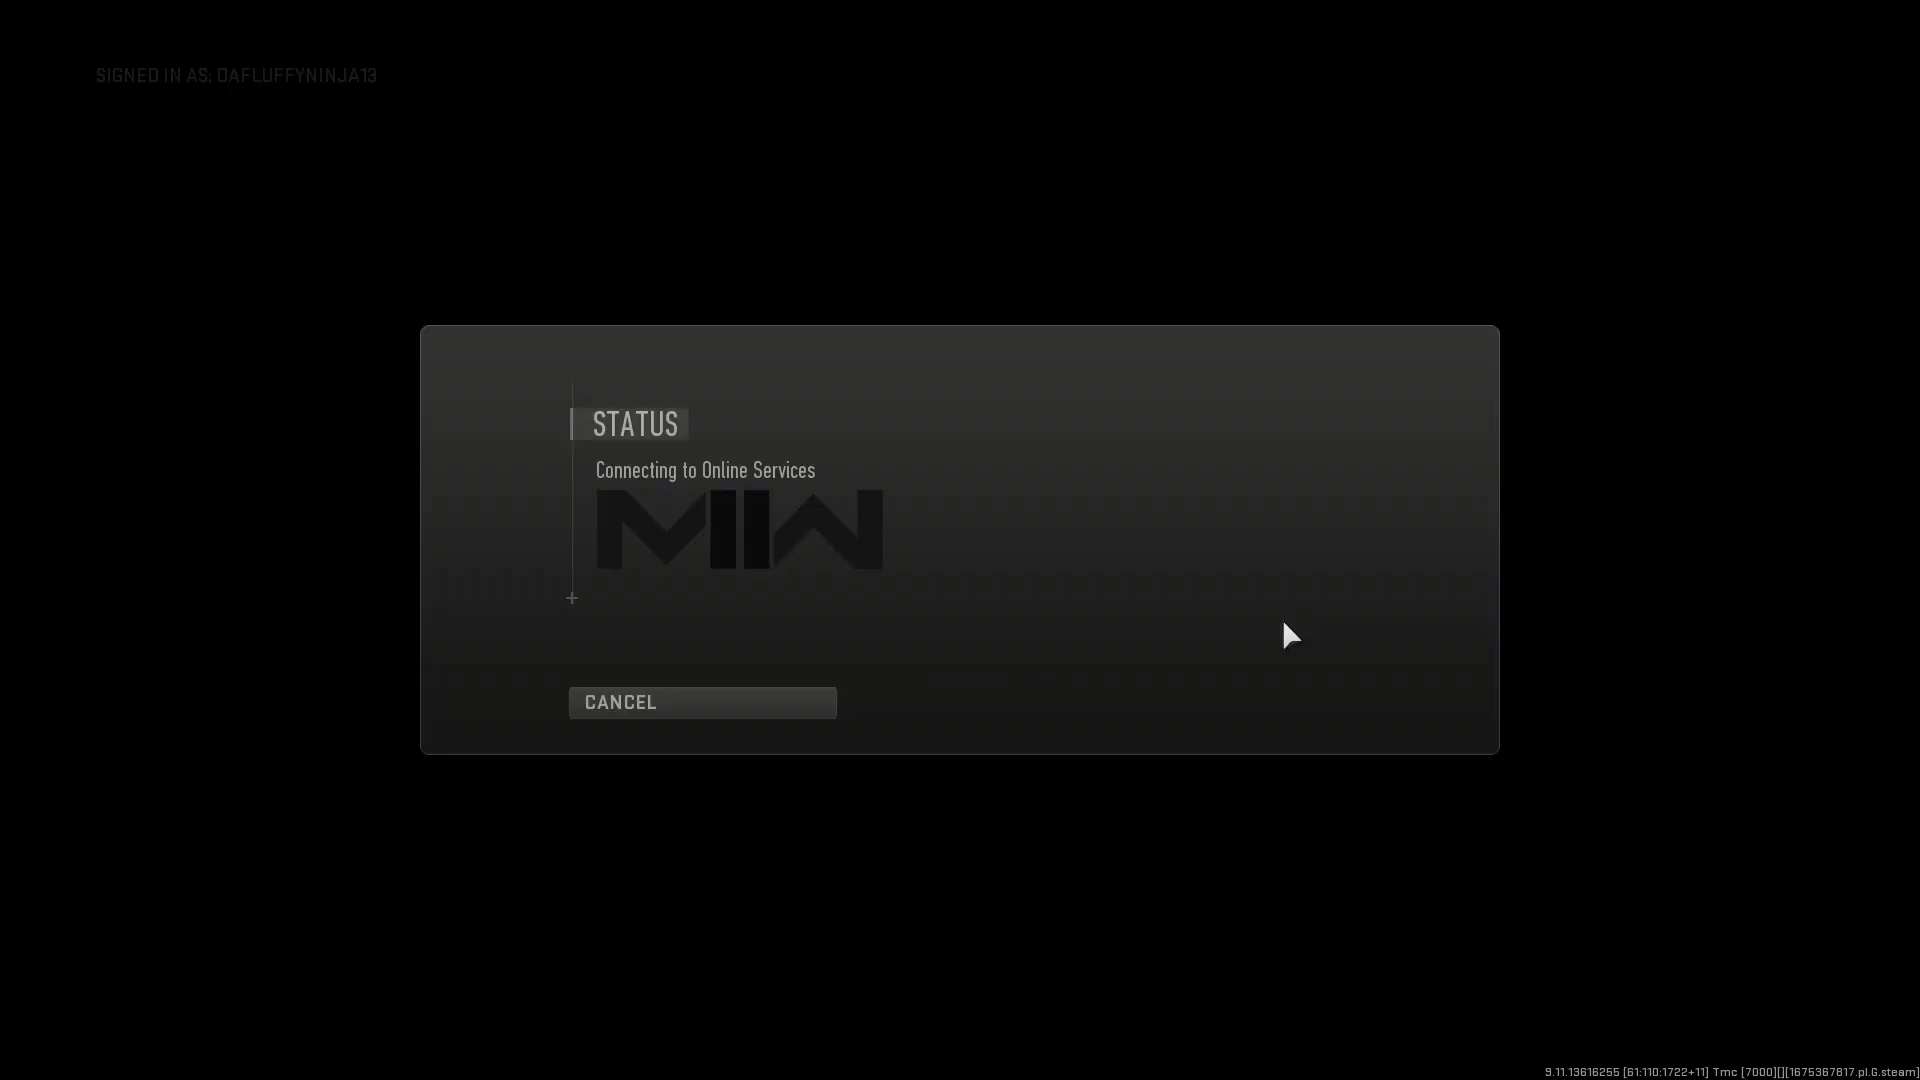 SIGNED IN AS: DAFLUFFYNINJA13
STATUS
Connecting to Online Services
MIIW
CANCEL
9.11.13616255 [61:110:1722+11] Tmc [7000][][1675367817.pl.G.steam]